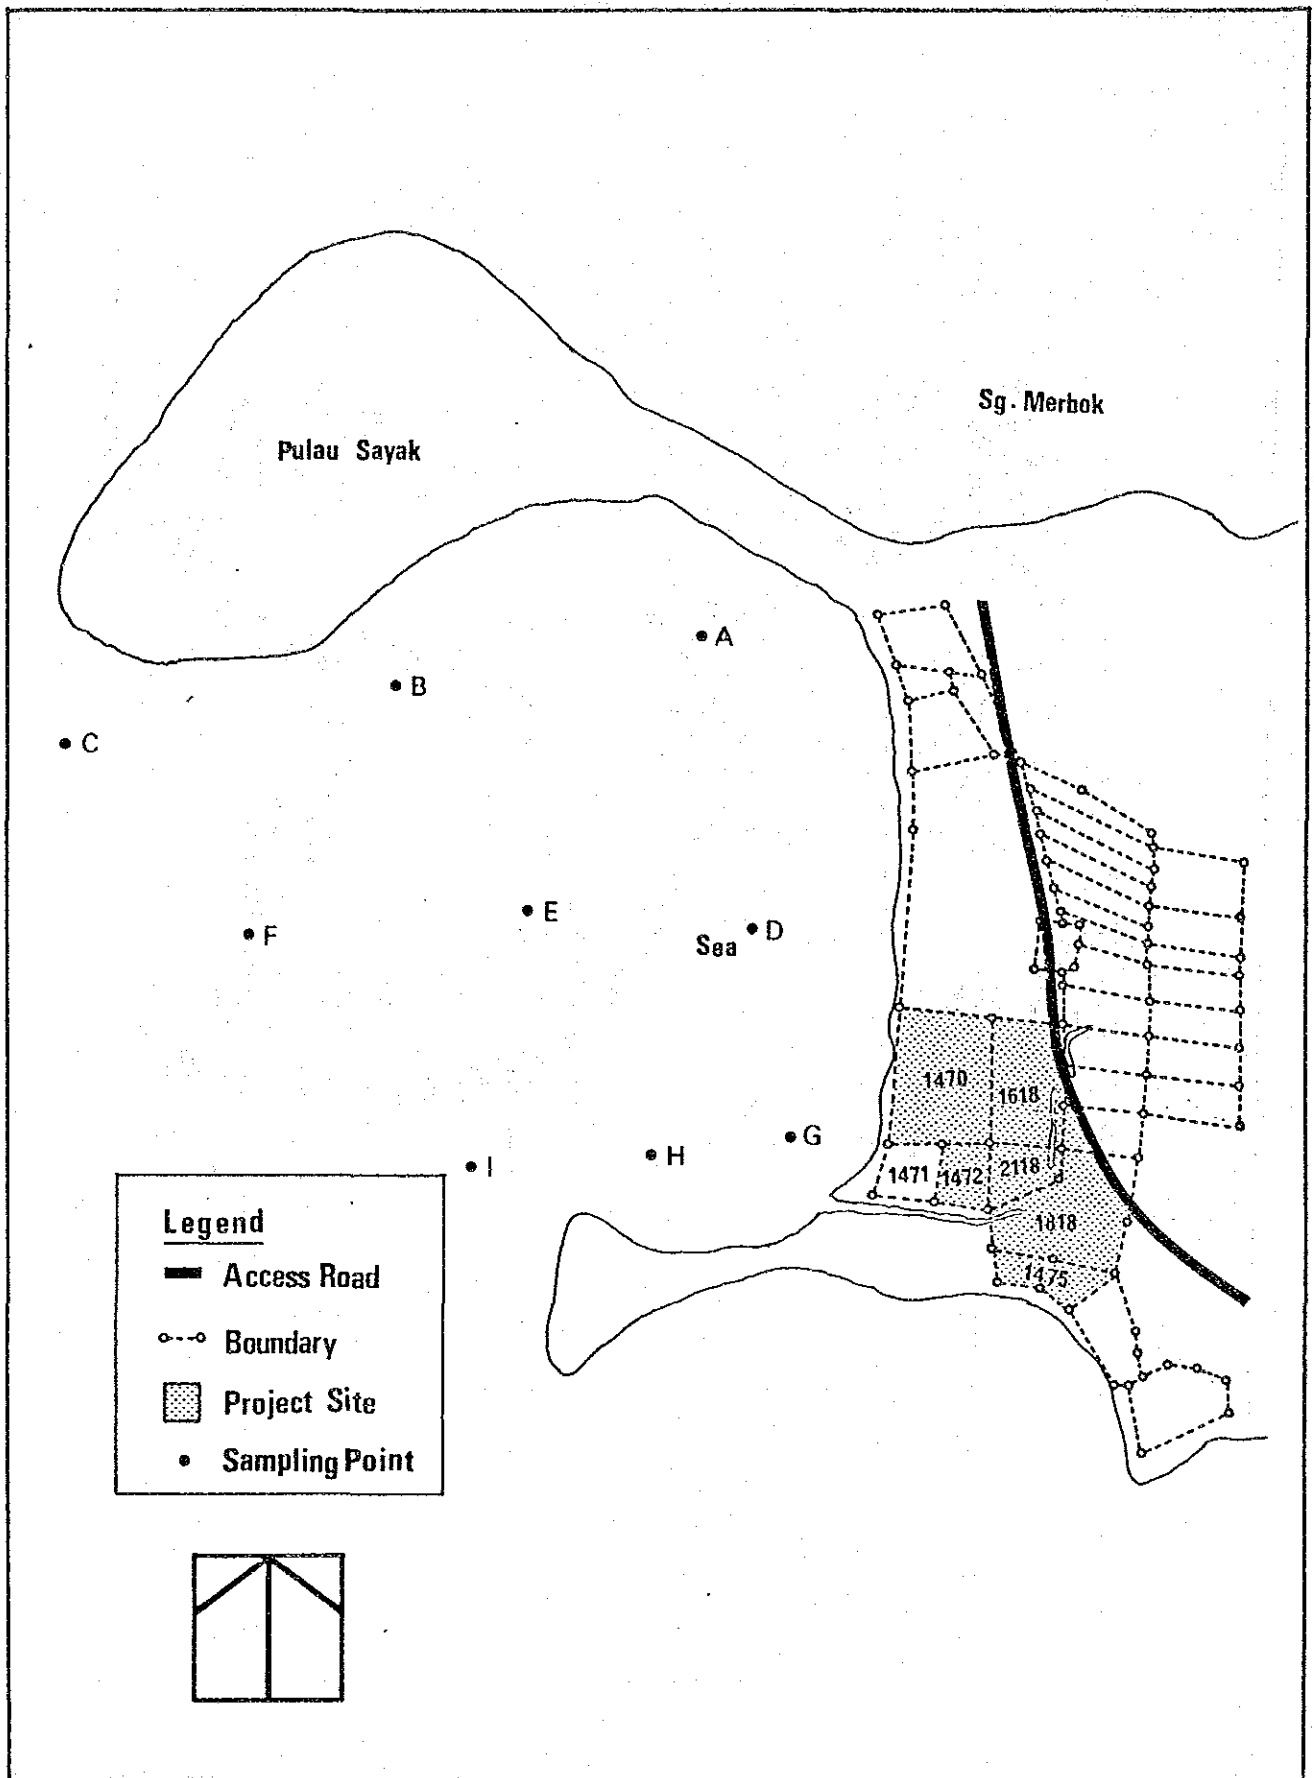 Sg. Merbok
Pulau Sayak
A
B
C
E
F
Sea
D
1470
1618
G
H
I
1471
1472
2118
1818
1475
Legend
Access Road
Boundary
Project Site
Sampling Point